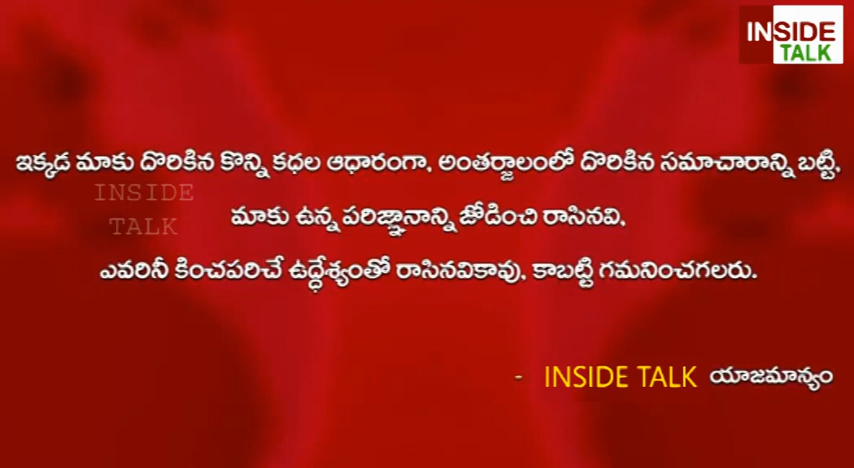 INSIDE
TALK
ఇక్కడ మాకు దొరికిన కొన్ని కధల ఆధారంగా, అంతర్జాలంలో దొరికిన సమాచారాన్ని బట్టి,
INSIDE
TALK
మాకు ఉన్న పరిజ్ఞానాన్ని జోడించి రాసినవి,
ఎవరినీ కించపరిచే ఉద్ధేశ్యంతో రాసినవికావు, కాబట్టి గమనించగలరు.
- INSIDE TALK యాజమాన్యం